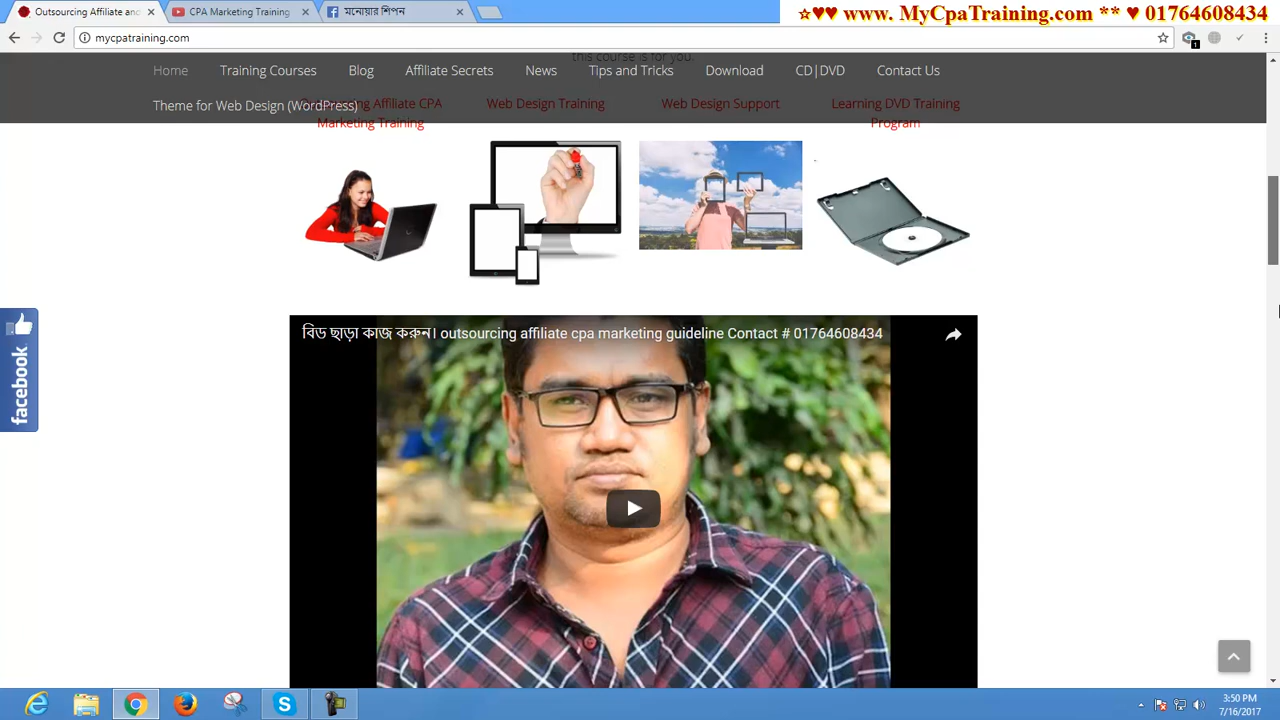 Outsourcing Affiliate and
CPA Marketing Training
মনোয়ার শিপন
☆♥♥ www. MyCpaTraining.com ** ♥ 01764608434
mycpatraining.com
1
this course is for you.
Home
Training Courses
Blog
Affiliate Secrets
News
Tips and Tricks
Download
CD|DVD
Contact Us
Theme for Web Design (WordPress)
Affiliate CPA
Marketing Training
Web Design Training
Web Design Support
Learning DVD Training
Program
বিড ছাড়া কাজ করুন। outsourcing affiliate cpa marketing guideline Contact # 01764608434
facebook
3:50 PM
7/16/2017